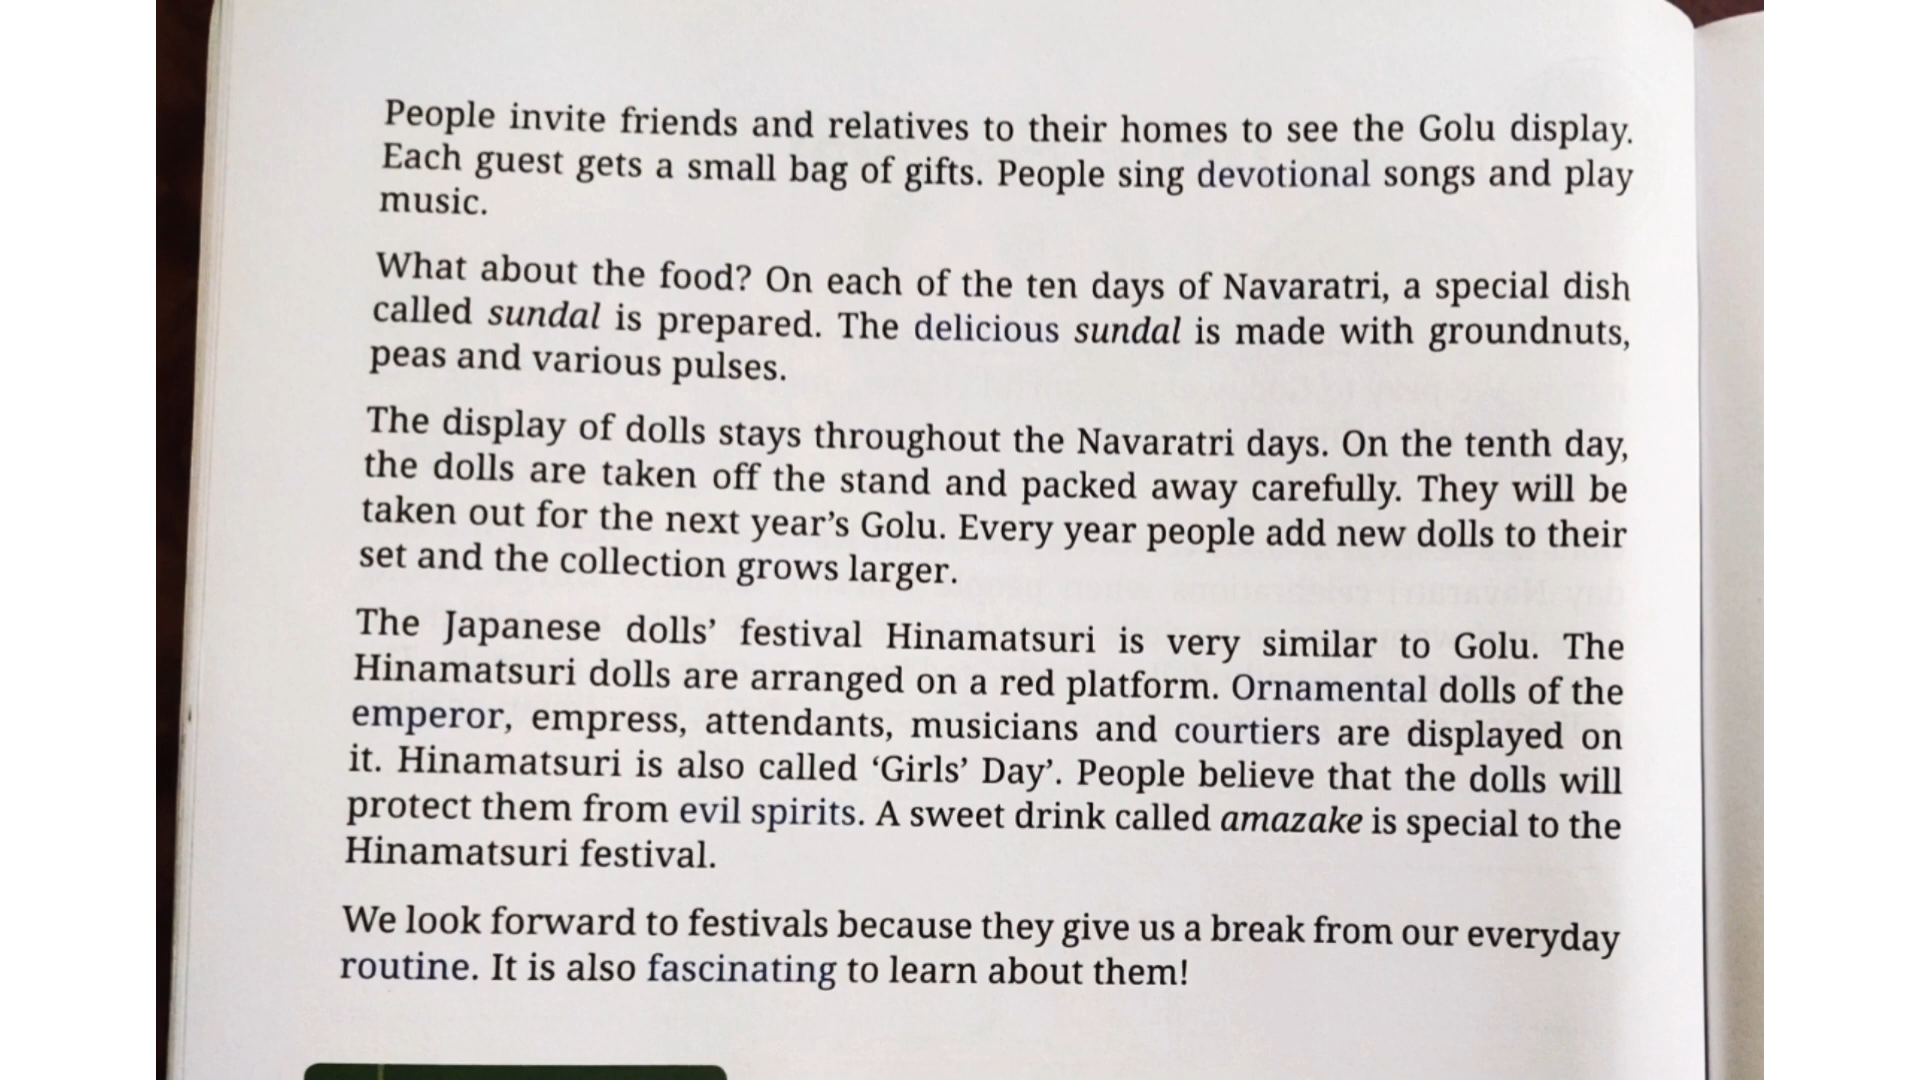 People invite friends and relatives to their homes to see the Golu display.
Each guest gets a small bag of gifts. People sing devotional songs and play
music.
What about the food? On each of the ten days of Navaratri, a special dish
called sundal is prepared. The delicious sundal is made with groundnuts,
peas and various pulses.
The display of dolls stays throughout the Navaratri days. On the tenth day,
the dolls are taken off the stand and packed away carefully. They will be
taken out for the next year’s Golu. Every year people add new dolls to their
set and the collection grows larger.
The Japanese dolls’ festival Hinamatsuri is very similar to Golu. The
Hinamatsuri dolls are arranged on a red platform. Ornamental dolls of the
emperor, empress, attendants, musicians and courtiers are displayed on
it. Hinamatsuri is also called ‘Girls’ Day’. People believe that the dolls will
protect them from evil spirits. A sweet drink called amazake is special to the
Hinamatsuri festival.
We look forward to festivals because they give us a break from our everyday
routine. It is also fascinating to learn about them!